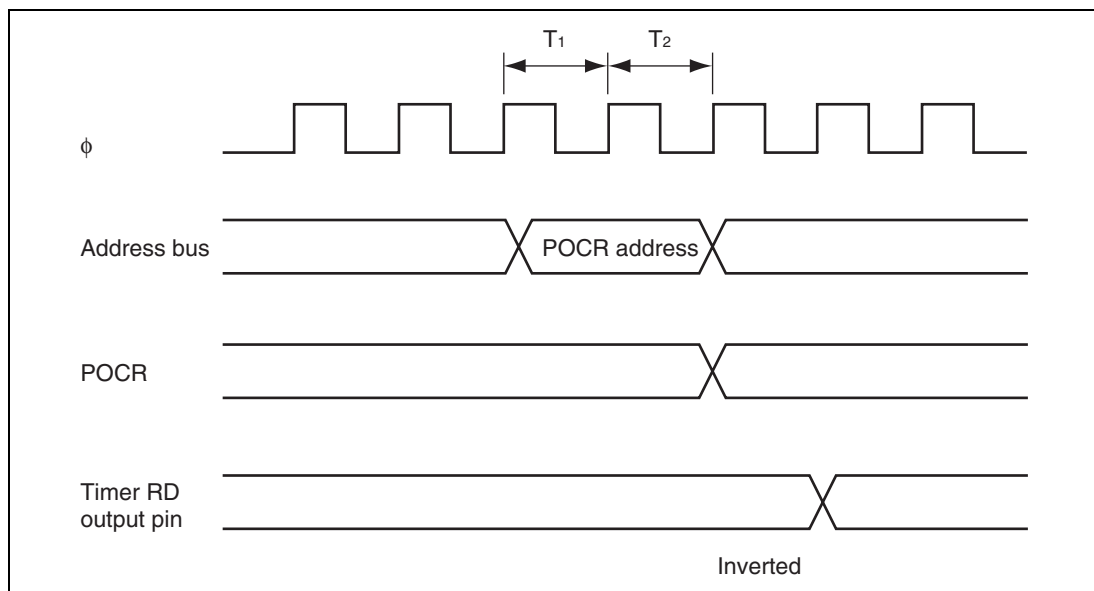 T1 T2
ϕ
Address bus
POCR address
POCR
Timer RD
output pin
Inverted